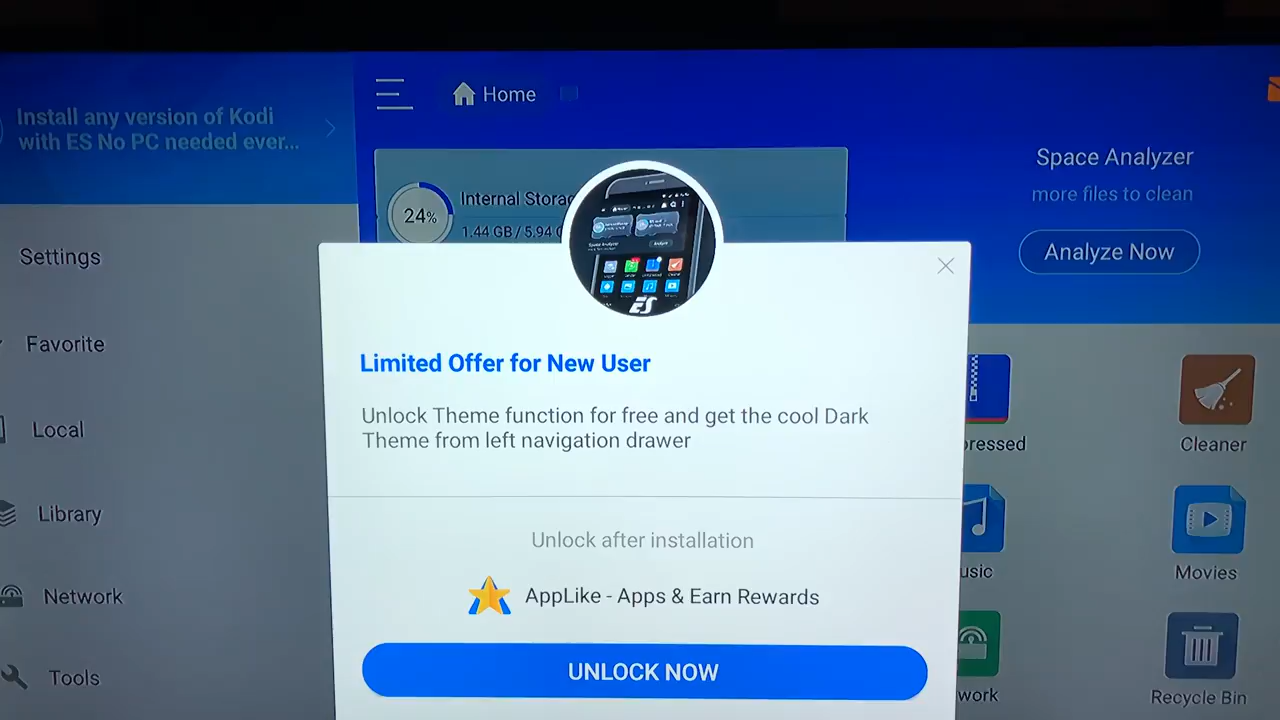 Install any version of Kodi
with ES No PC needed ever...
Home
Internal Storag
24%
1.44 GB / 5.94 G
Space Analyzer
more files to clean
Analyze Now
Settings
Favorite
Local
Library
Network
Tools
ES
Limited Offer for New User
Unlock Theme function for free and get the cool Dark
Theme from left navigation drawer
Unlock after installation
AppLike - Apps & Earn Rewards
UNLOCK NOW
pressed
Cleaner
usic
Movies
work
Recycle Bin